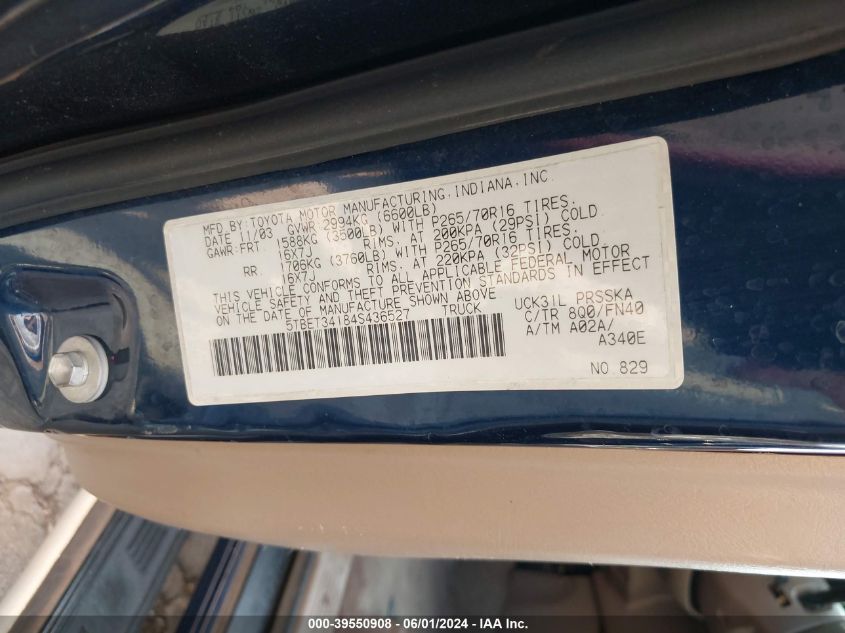 MFD BY:TOYOTA MOTOR MANUFACTURING,INDIANA,INC.
DATE 11/03 GVWR 2994KG (6600LB)
GAWR:FRT 1588KG (3500LB) WITH P265/70R16 TIRES,
16X7J RIMS, AT 200KPA (29PSI) COLD
RR 1706KG (3760LB) WITH P265/70R16 TIRES,
16X7J RIMS, AT 220KPA (32PSI) COLD
THIS VEHICLE CONFORMS TO ALL APPLICABLE FEDERAL MOTOR
VEHICLE SAFETY AND THEFT PREVENTION STANDARDS IN EFFECT
ON THE DATE OF MANUFACTURE SHOWN ABOVE
5TBET34184S436527 TRUCK
UCK31L PRSSKA
C/TR 8Q0/FN40
A/TM A02A/
A340E
NO.829
000-39550908 - 06/01/2024 - IAA Inc.